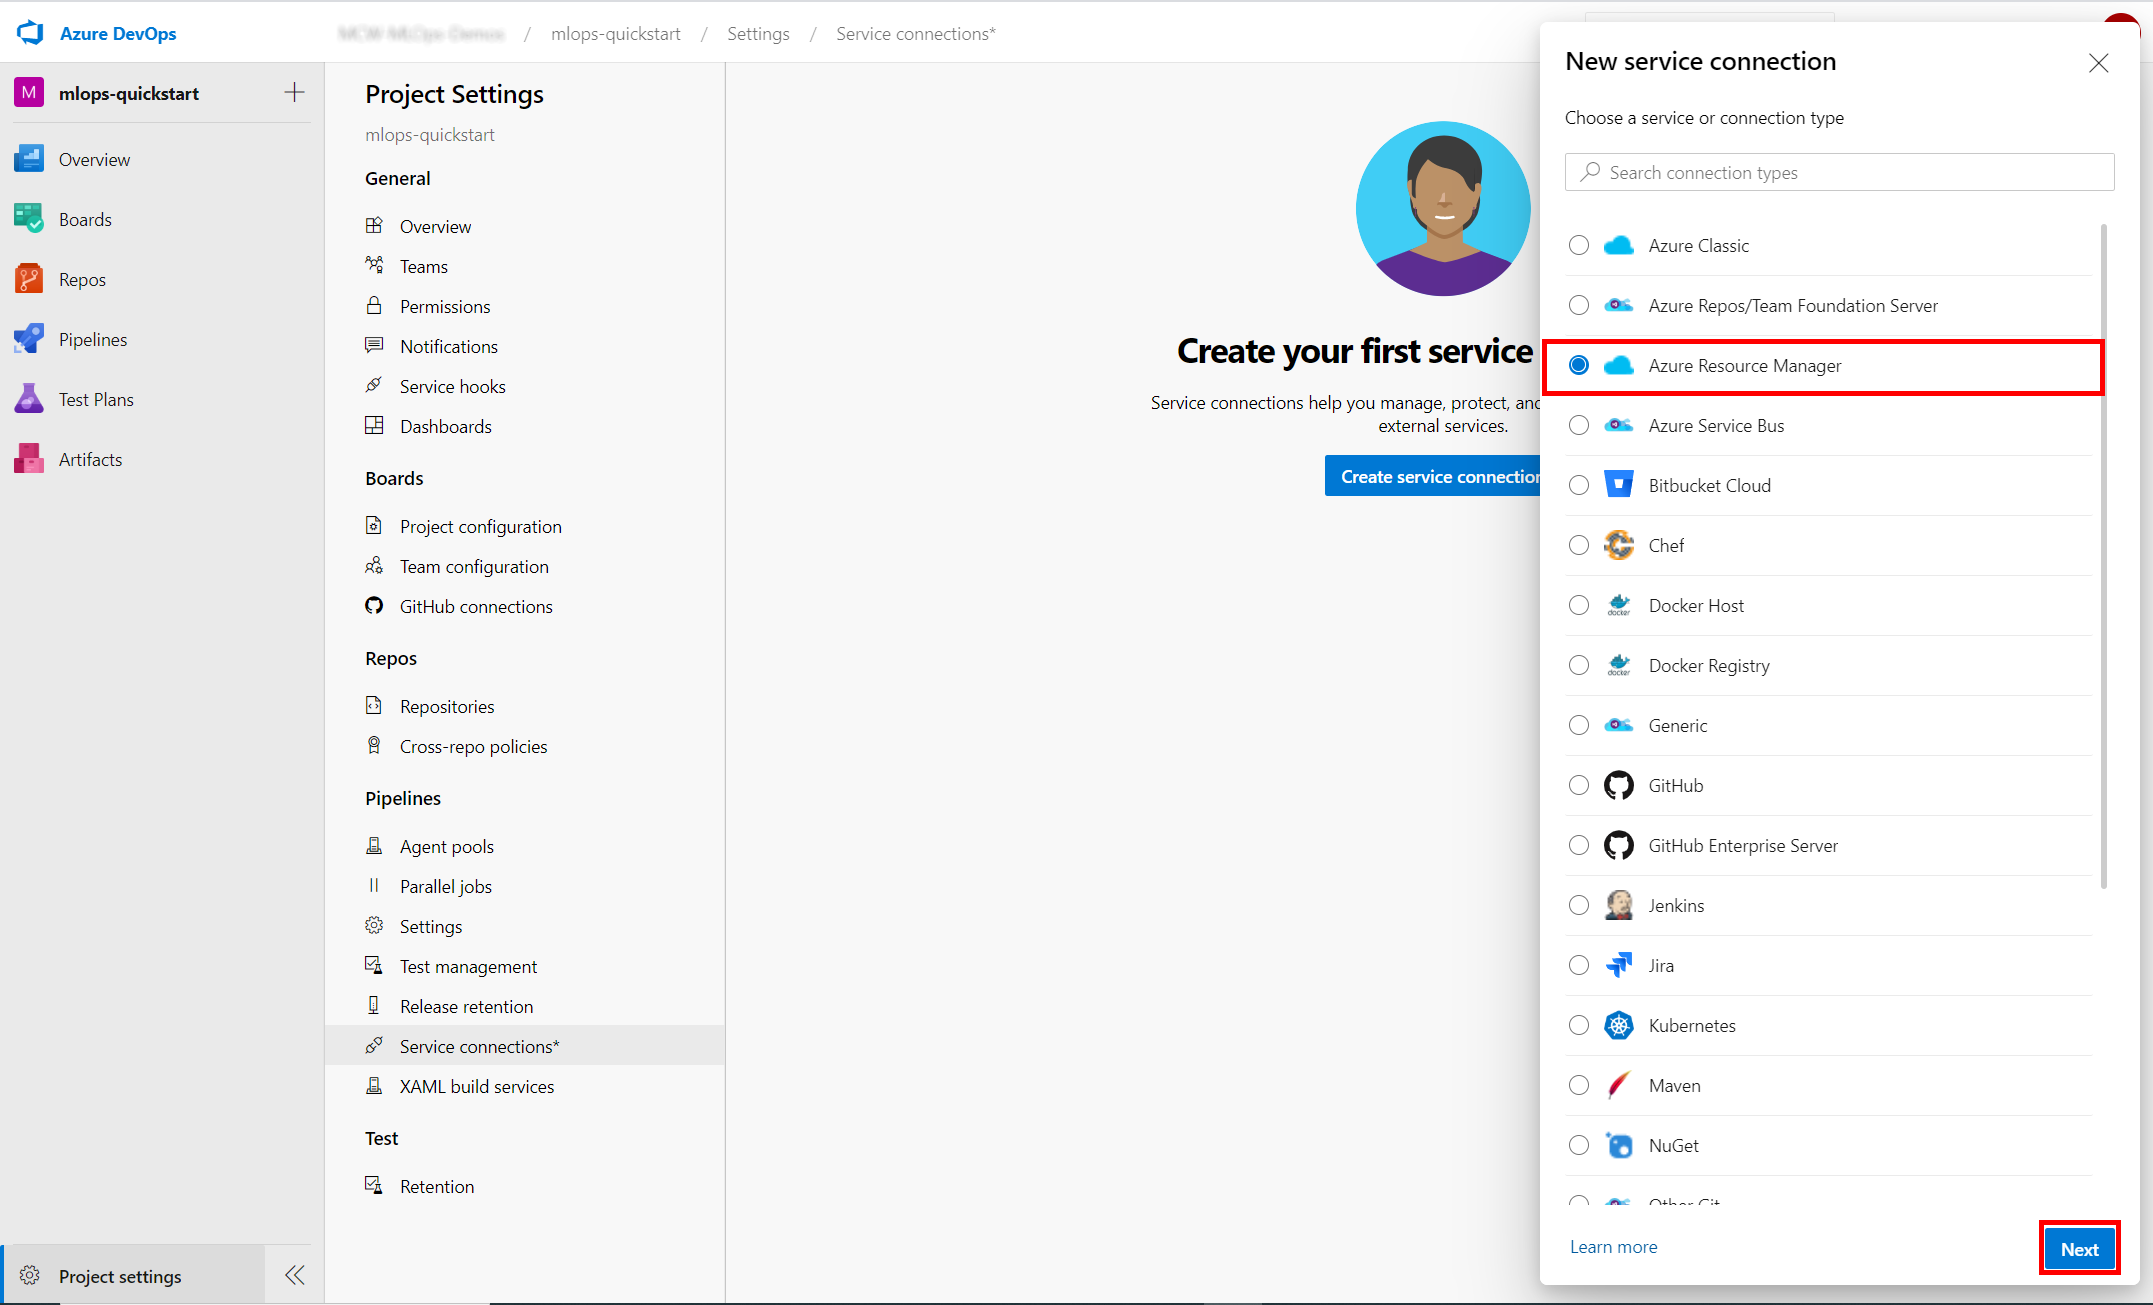 Azure DevOps
/ mlops-quickstart / Settings / Service connections*
M mlops-quickstart
Overview
Boards
Repos
Pipelines
Test Plans
Artifacts
Project settings
Project Settings
mlops-quickstart
General
Overview
Teams
Permissions
Notifications
Service hooks
Dashboards
Boards
Project configuration
Team configuration
GitHub connections
Repos
Repositories
Cross-repo policies
Pipelines
Agent pools
Parallel jobs
Settings
Test management
Release retention
Service connections*
XAML build services
Test
Retention
Create your first service
Service connections help you manage, protect, and
external services.
Create service connection
New service connection
Choose a service or connection type
Search connection types
Azure Classic
Azure Repos/Team Foundation Server
Azure Resource Manager
Azure Service Bus
Bitbucket Cloud
Chef
docker Docker Host
docker Docker Registry
Generic
GitHub
GitHub Enterprise Server
Jenkins
Jira
Kubernetes
Maven
NuGet
Other Git
Learn more
Next